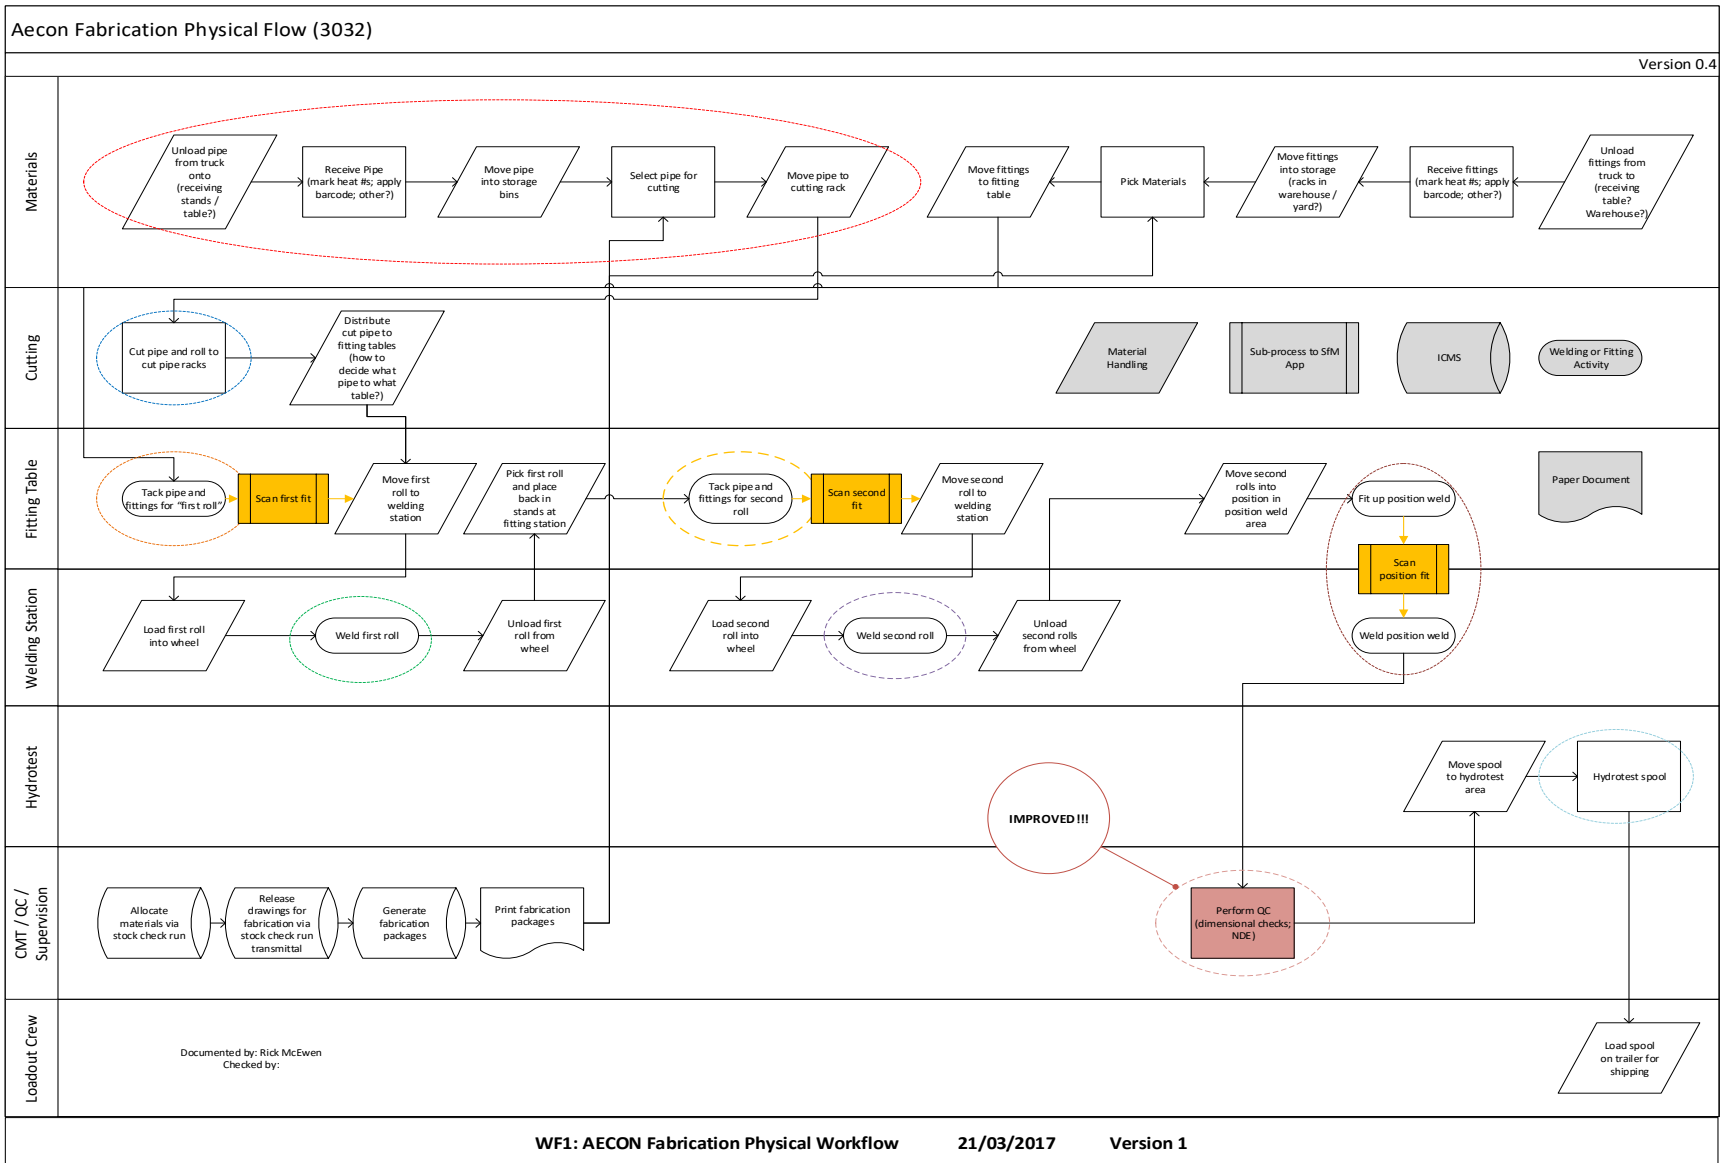 Aecon Fabrication Physical Flow (3032)
Version 0.4
Materials
Unload pipe
from truck
onto
(receiving
stands /
table?)
Receive Pipe
(mark heat #s; apply
barcode; other?)
Move pipe
into storage
bins
Select pipe for
cutting
Move pipe to
cutting rack
Move fittings
to fitting
table
Pick Materials
Move fittings
into storage
(racks in
warehouse /
yard?)
Receive fittings
(mark heat #s; apply
barcode; other?)
Unload
fittings from
truck to
(receiving
table?
Warehouse?)
Cutting
Cut pipe and roll to
cut pipe racks
Distribute
cut pipe to
fitting tables
(how to
decide what
pipe to what
table?)
Material
Handling
Sub-process to SfM
App
ICMS
Welding or Fitting
Activity
Fitting Table
Tack pipe and
fittings for “first roll”
Scan first fit
Move first
roll to
welding
station
Pick first roll
and place
back in
stands at
fitting station
Tack pipe and
fittings for second
roll
Scan second
fit
Move second
roll to
welding
station
Move second
rolls into
position in
position weld
area
Fit up position weld
Scan
position fit
Paper Document
Welding Station
Load first roll
into wheel
Weld first roll
Unload first
roll from
wheel
Load second
roll into
wheel
Weld second roll
Unload
second rolls
from wheel
Weld position weld
Hydrotest
IMPROVED!!!
Move spool
to hydrotest
area
Hydrotest spool
CMT / QC /
Supervision
Allocate
materials via
stock check run
Release
drawings for
fabrication via
stock check run
transmittal
Generate
fabrication
packages
Print fabrication
packages
Perform QC
(dimensional checks;
NDE)
Loadout Crew
Documented by: Rick McEwen
Checked by:
Load spool
on trailer for
shipping
WF1: AECON Fabrication Physical Workflow 21/03/2017 Version 1